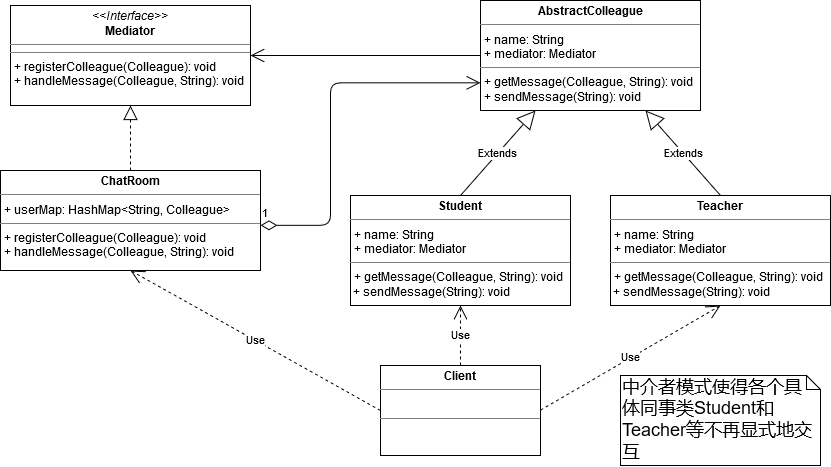 <<Interface>>
Mediator
+ registerColleague(Colleague): void
+ handleMessage(Colleague, String): void
AbstractColleague
+ name: String
+ mediator: Mediator
+ getMessage(Colleague, String): void
+ sendMessage(String): void
Extends
Extends
ChatRoom
+ userMap: HashMap<String, Colleague>
+ registerColleague(Colleague): void
+ handleMessage(Colleague, String): void
1
Student
+ name: String
+ mediator: Mediator
+ getMessage(Colleague, String): void
+ sendMessage(String): void
Teacher
+ name: String
+ mediator: Mediator
+ getMessage(Colleague, String): void
+ sendMessage(String): void
Use
Use
Use
Client
中介者模式使得各个具
体同事类Student和
Teacher等不再显式地交
互